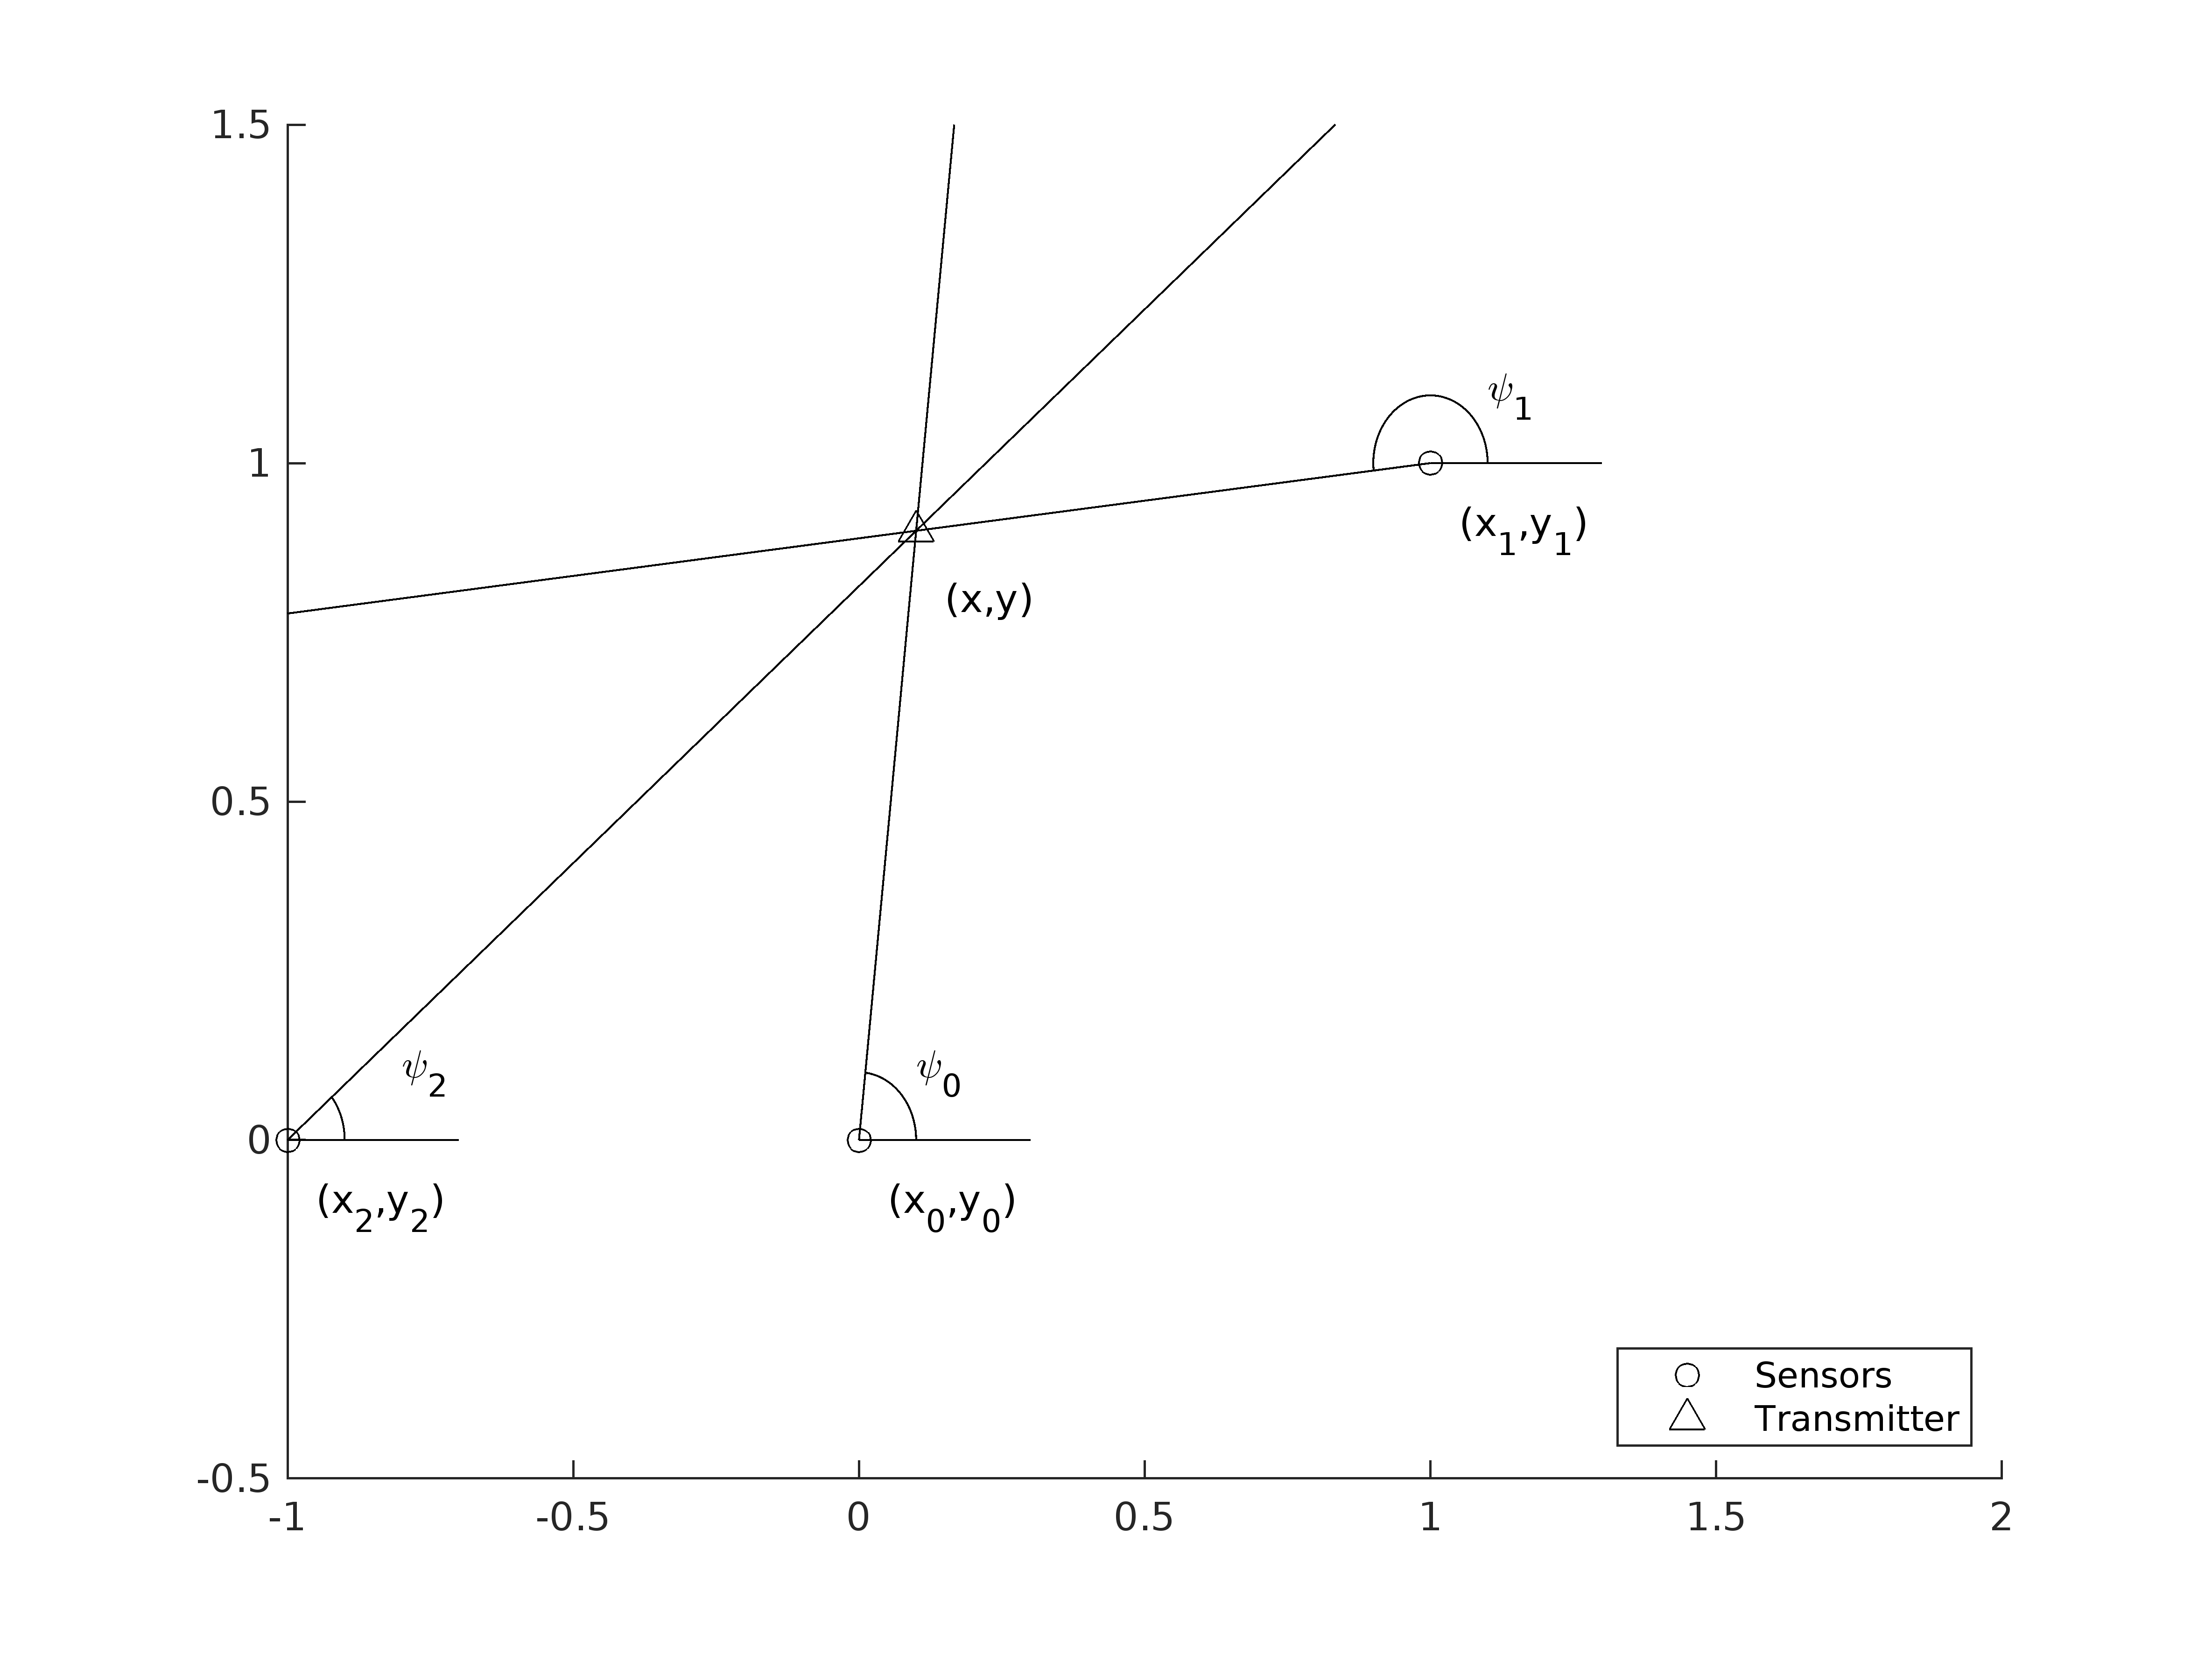 1.5
1
0.5
0
-0.5
-1
-0.5
0
0.5
1
1.5
2
ψ₁
(x₁,y₁)
(x,y)
ψ₂
ψ₀
(x₂,y₂)
(x₀,y₀)
Sensors
Transmitter